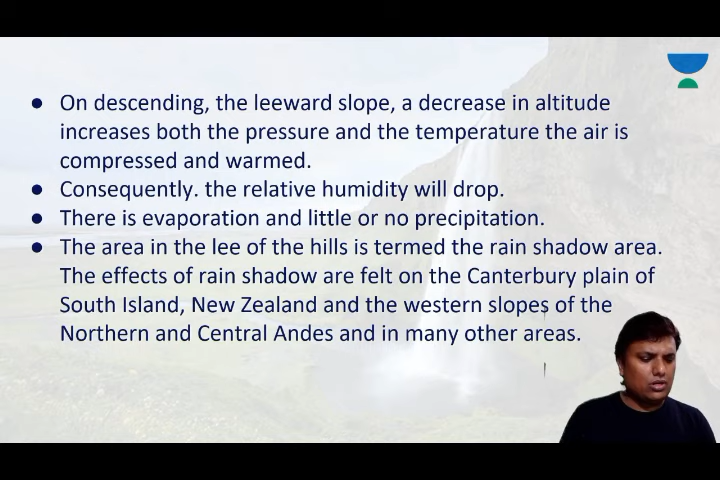 ● On descending, the leeward slope, a decrease in altitude
increases both the pressure and the temperature the air is
compressed and warmed.
● Consequently. the relative humidity will drop.
● There is evaporation and little or no precipitation.
● The area in the lee of the hills is termed the rain shadow area.
The effects of rain shadow are felt on the Canterbury plain of
South Island, New Zealand and the western slopes of the
Northern and Central Andes and in many other areas.